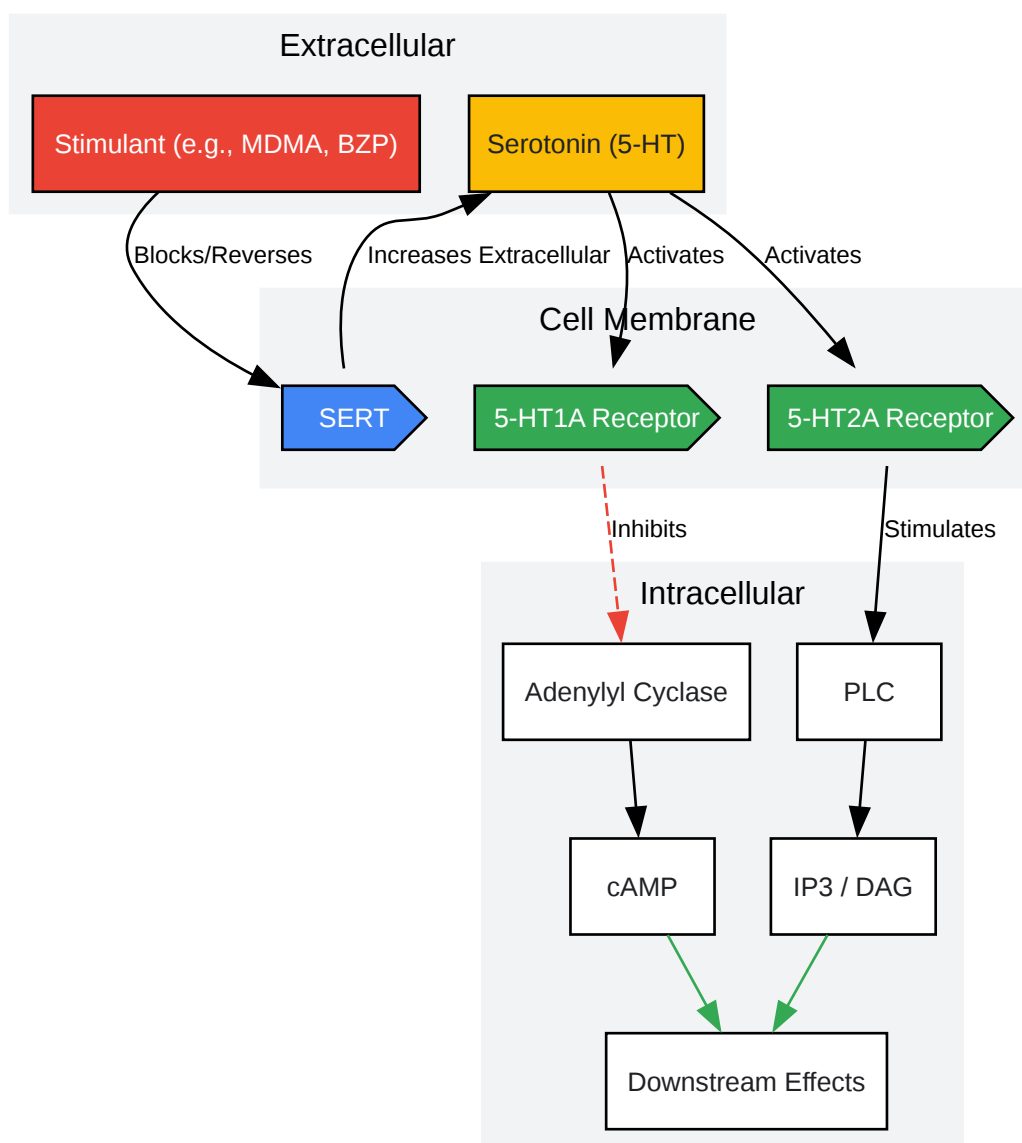 Extracellular
Stimulant (e.g., MDMA, BZP)
Serotonin (5-HT)
Blocks/Reverses
Increases Extracellular
Activates
Activates
Cell Membrane
SERT
5-HT1A Receptor
5-HT2A Receptor
Inhibits
Stimulates
Intracellular
Adenylyl Cyclase
PLC
cAMP
IP3 / DAG
Downstream Effects